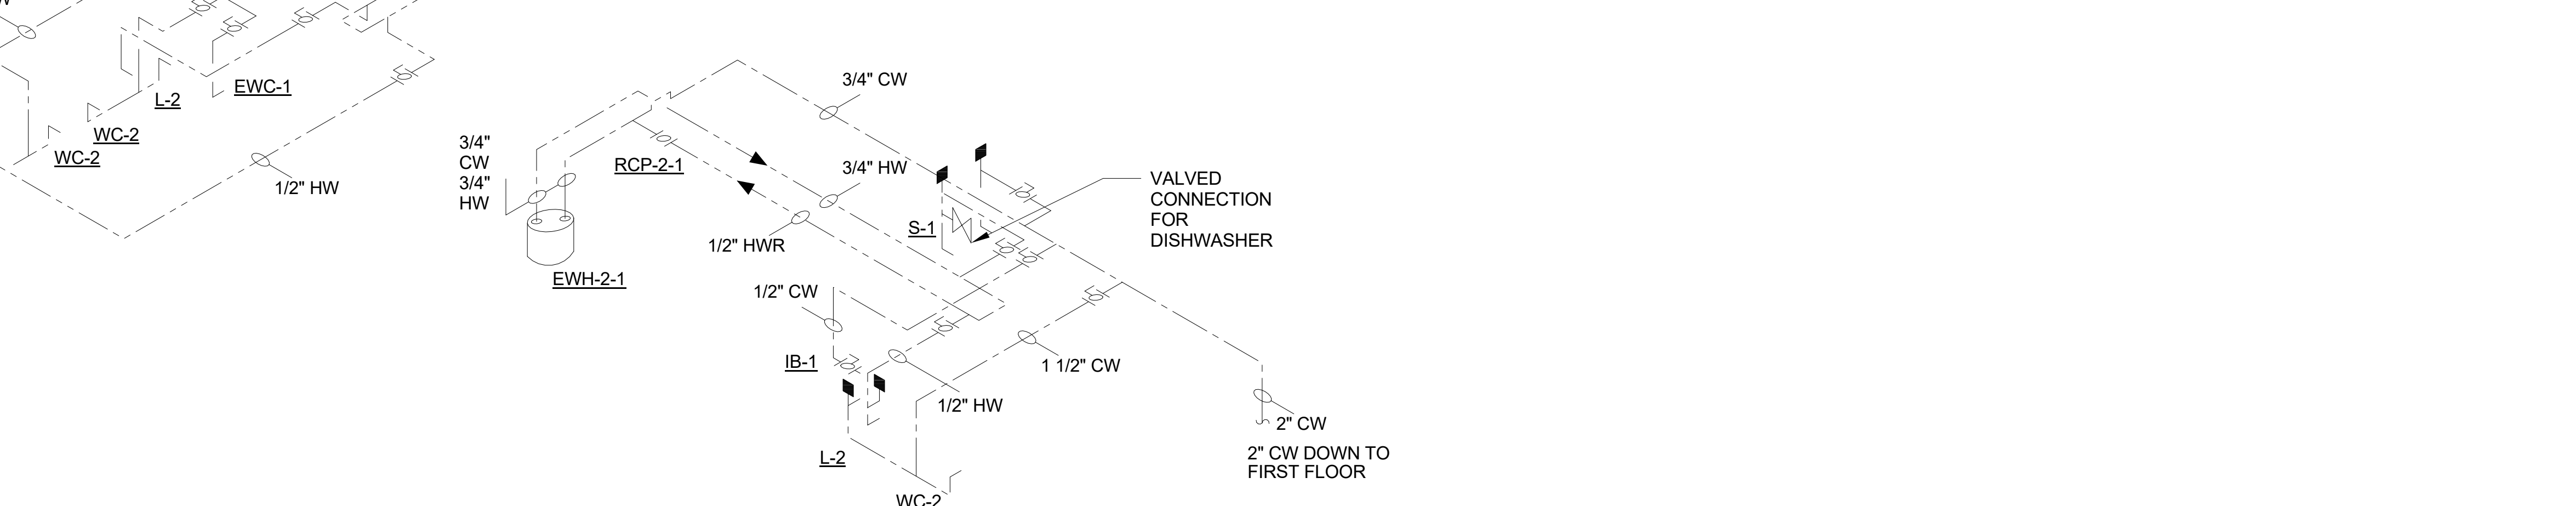 EWC-1
L-2
WC-2
WC-2
1/2" HW
3/4"
CW
3/4"
HW
RCP-2-1
EWH-2-1
3/4" CW
3/4" HW
1/2" HWR
S-1
VALVED
CONNECTION
FOR
DISHWASHER
1/2" CW
IB-1
1 1/2" CW
1/2" HW
L-2
WC-2
2" CW
2" CW DOWN TO
FIRST FLOOR